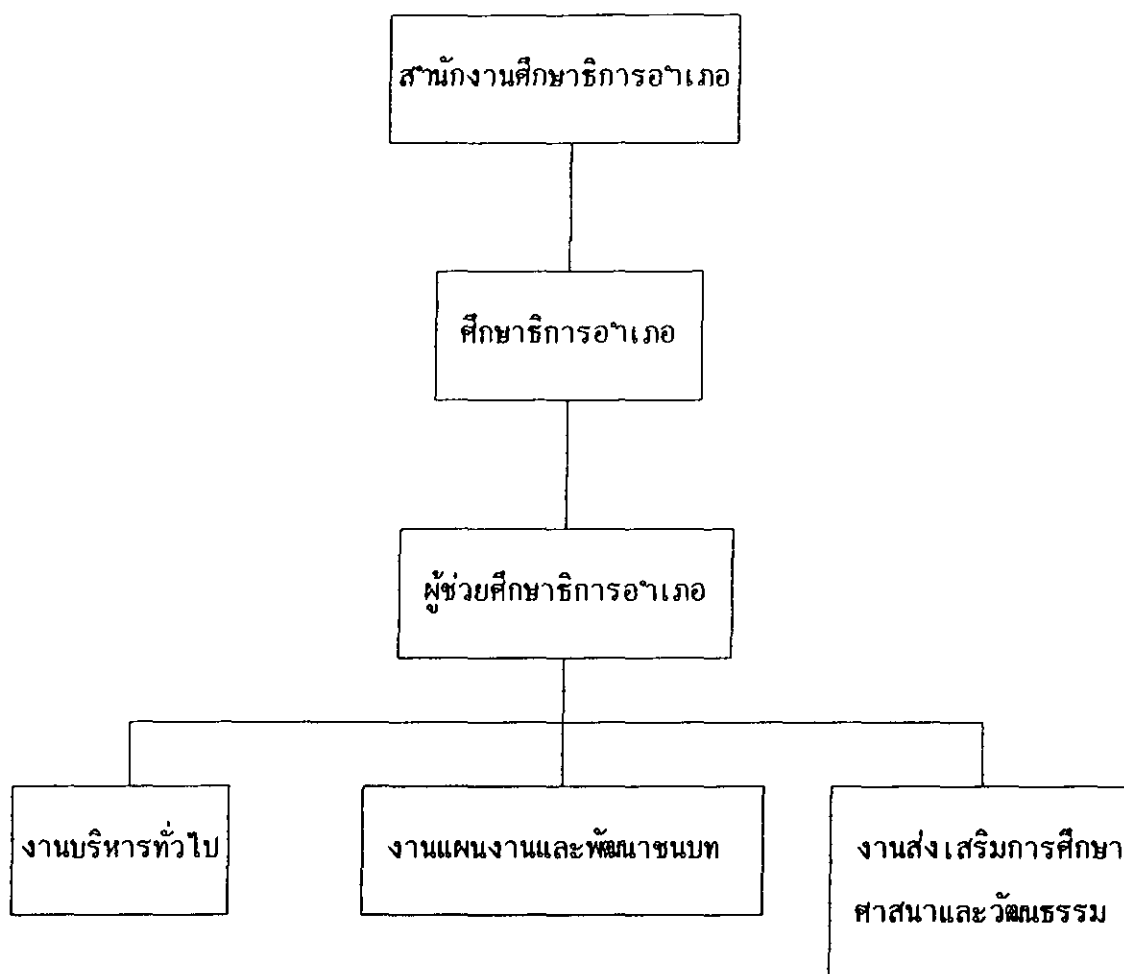 สำนักงานศึกษาธิการอำเภอ
ศึกษาธิการอำเภอ
ผู้ช่วยศึกษาธิการอำเภอ
งานบริหารทั่วไป
งานแผนงานและพัฒนาชนบท
งานส่งเสริมการศึกษา
ศาสนาและวัฒนธรรม